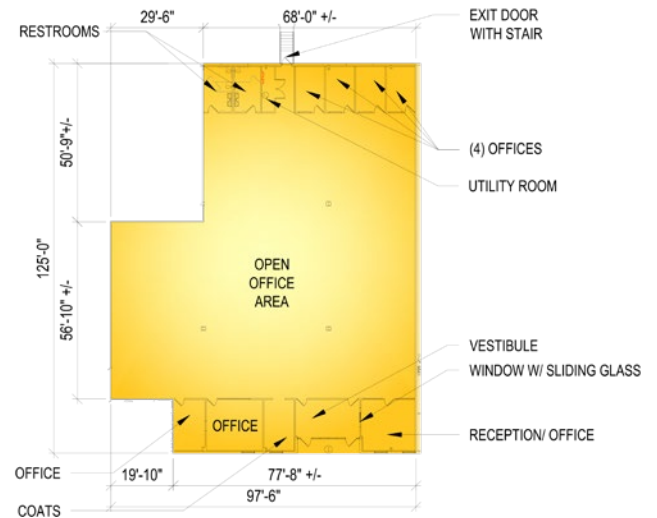 29'-6"
68'-0" +/-
EXIT DOOR
WITH STAIR
RESTROOMS
50'-9"+/-
(4) OFFICES
UTILITY ROOM
125'-0"
OPEN
OFFICE
AREA
56'-10" +/-
VESTIBULE
WINDOW W/ SLIDING GLASS
OFFICE
RECEPTION/ OFFICE
OFFICE
19'-10"
77'-8" +/-
97'-6"
COATS